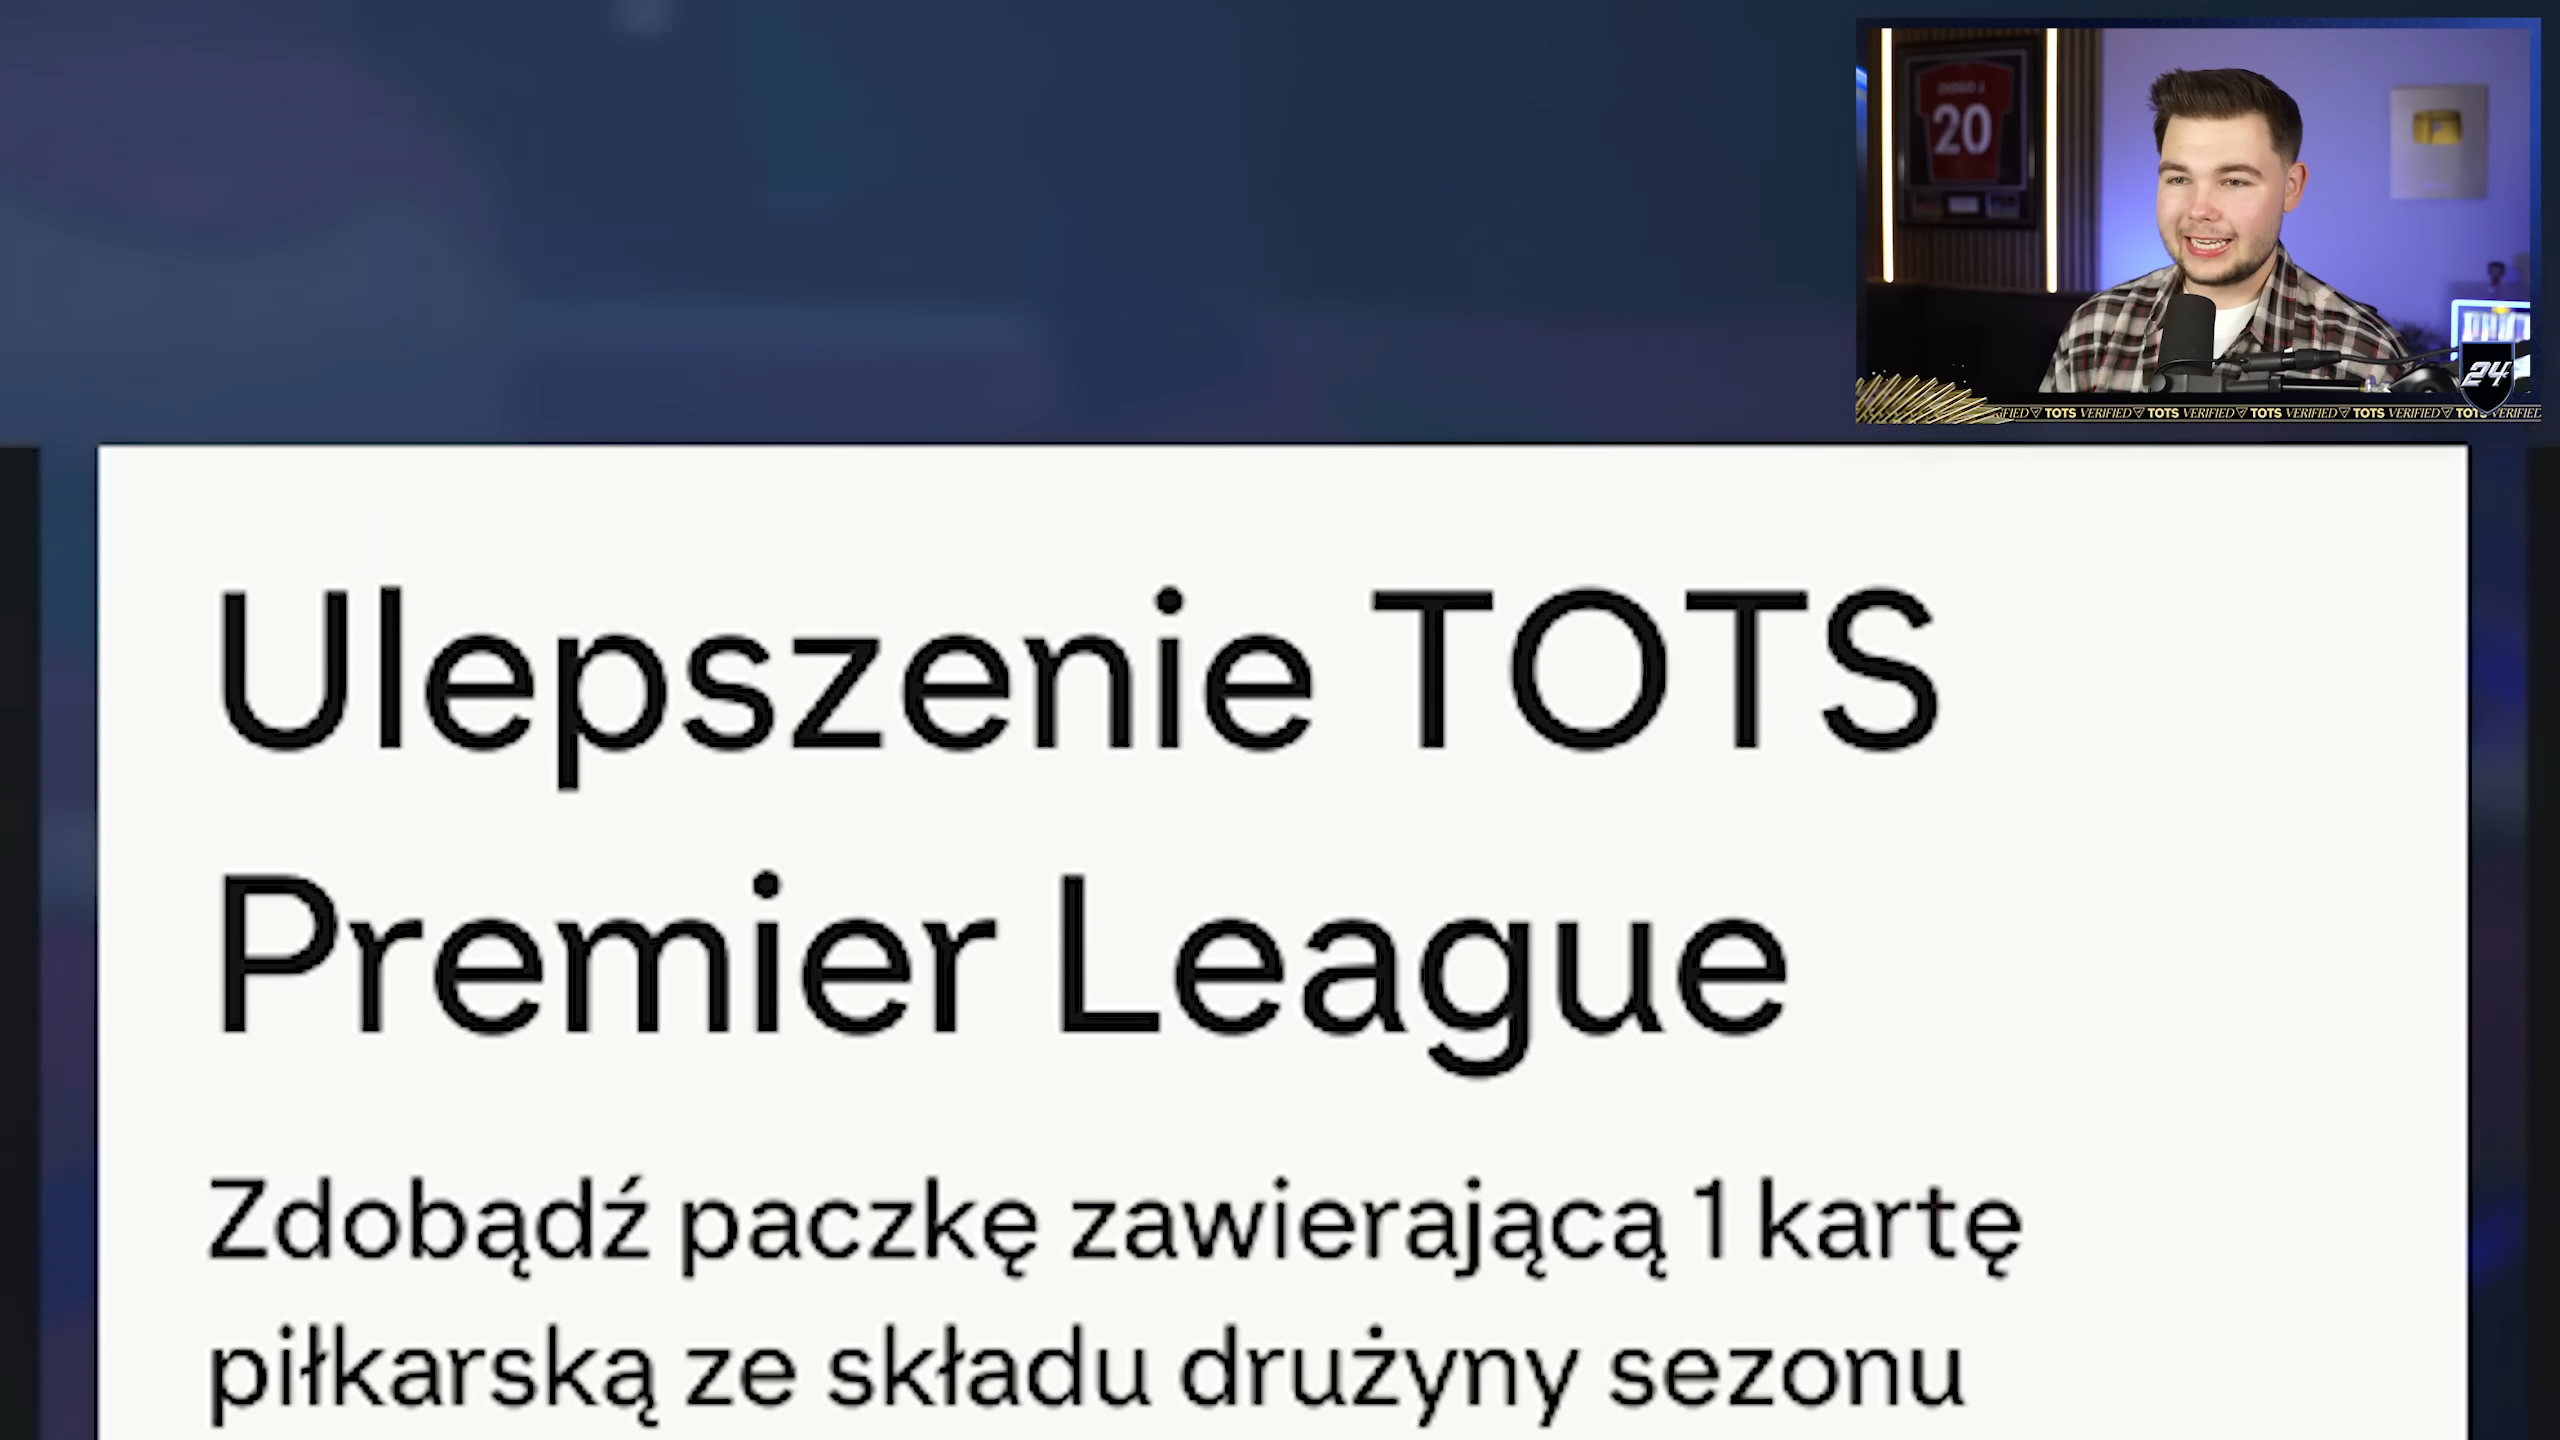 DIOGO J.
20
24
TOTS VERIFIED TOTS VERIFIED TOTS VERIFIED TOTS VERIFIED TOTS VERIFIED
Ulepszenie TOTS
Premier League
Zdobądź paczkę zawierającą 1 kartę
piłkarską ze składu drużyny sezonu